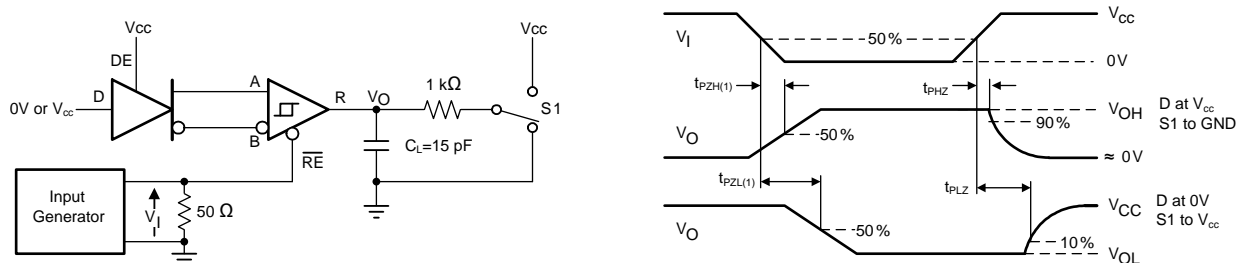 Vcc
Vcc
DE
D
A
1 kΩ
0V or Vcc
R
VO
S1
B
CL=15 pF
RE
Input
Generator
VI
50 Ω
VI
50%
Vcc
0V
tPZH(1)
tPHZ
VO
50%
VOH
90%
≈ 0V
D at Vcc
S1 to GND
tPZL(1)
tPLZ
VO
50%
VCC
10%
VOL
D at 0V
S1 to Vcc